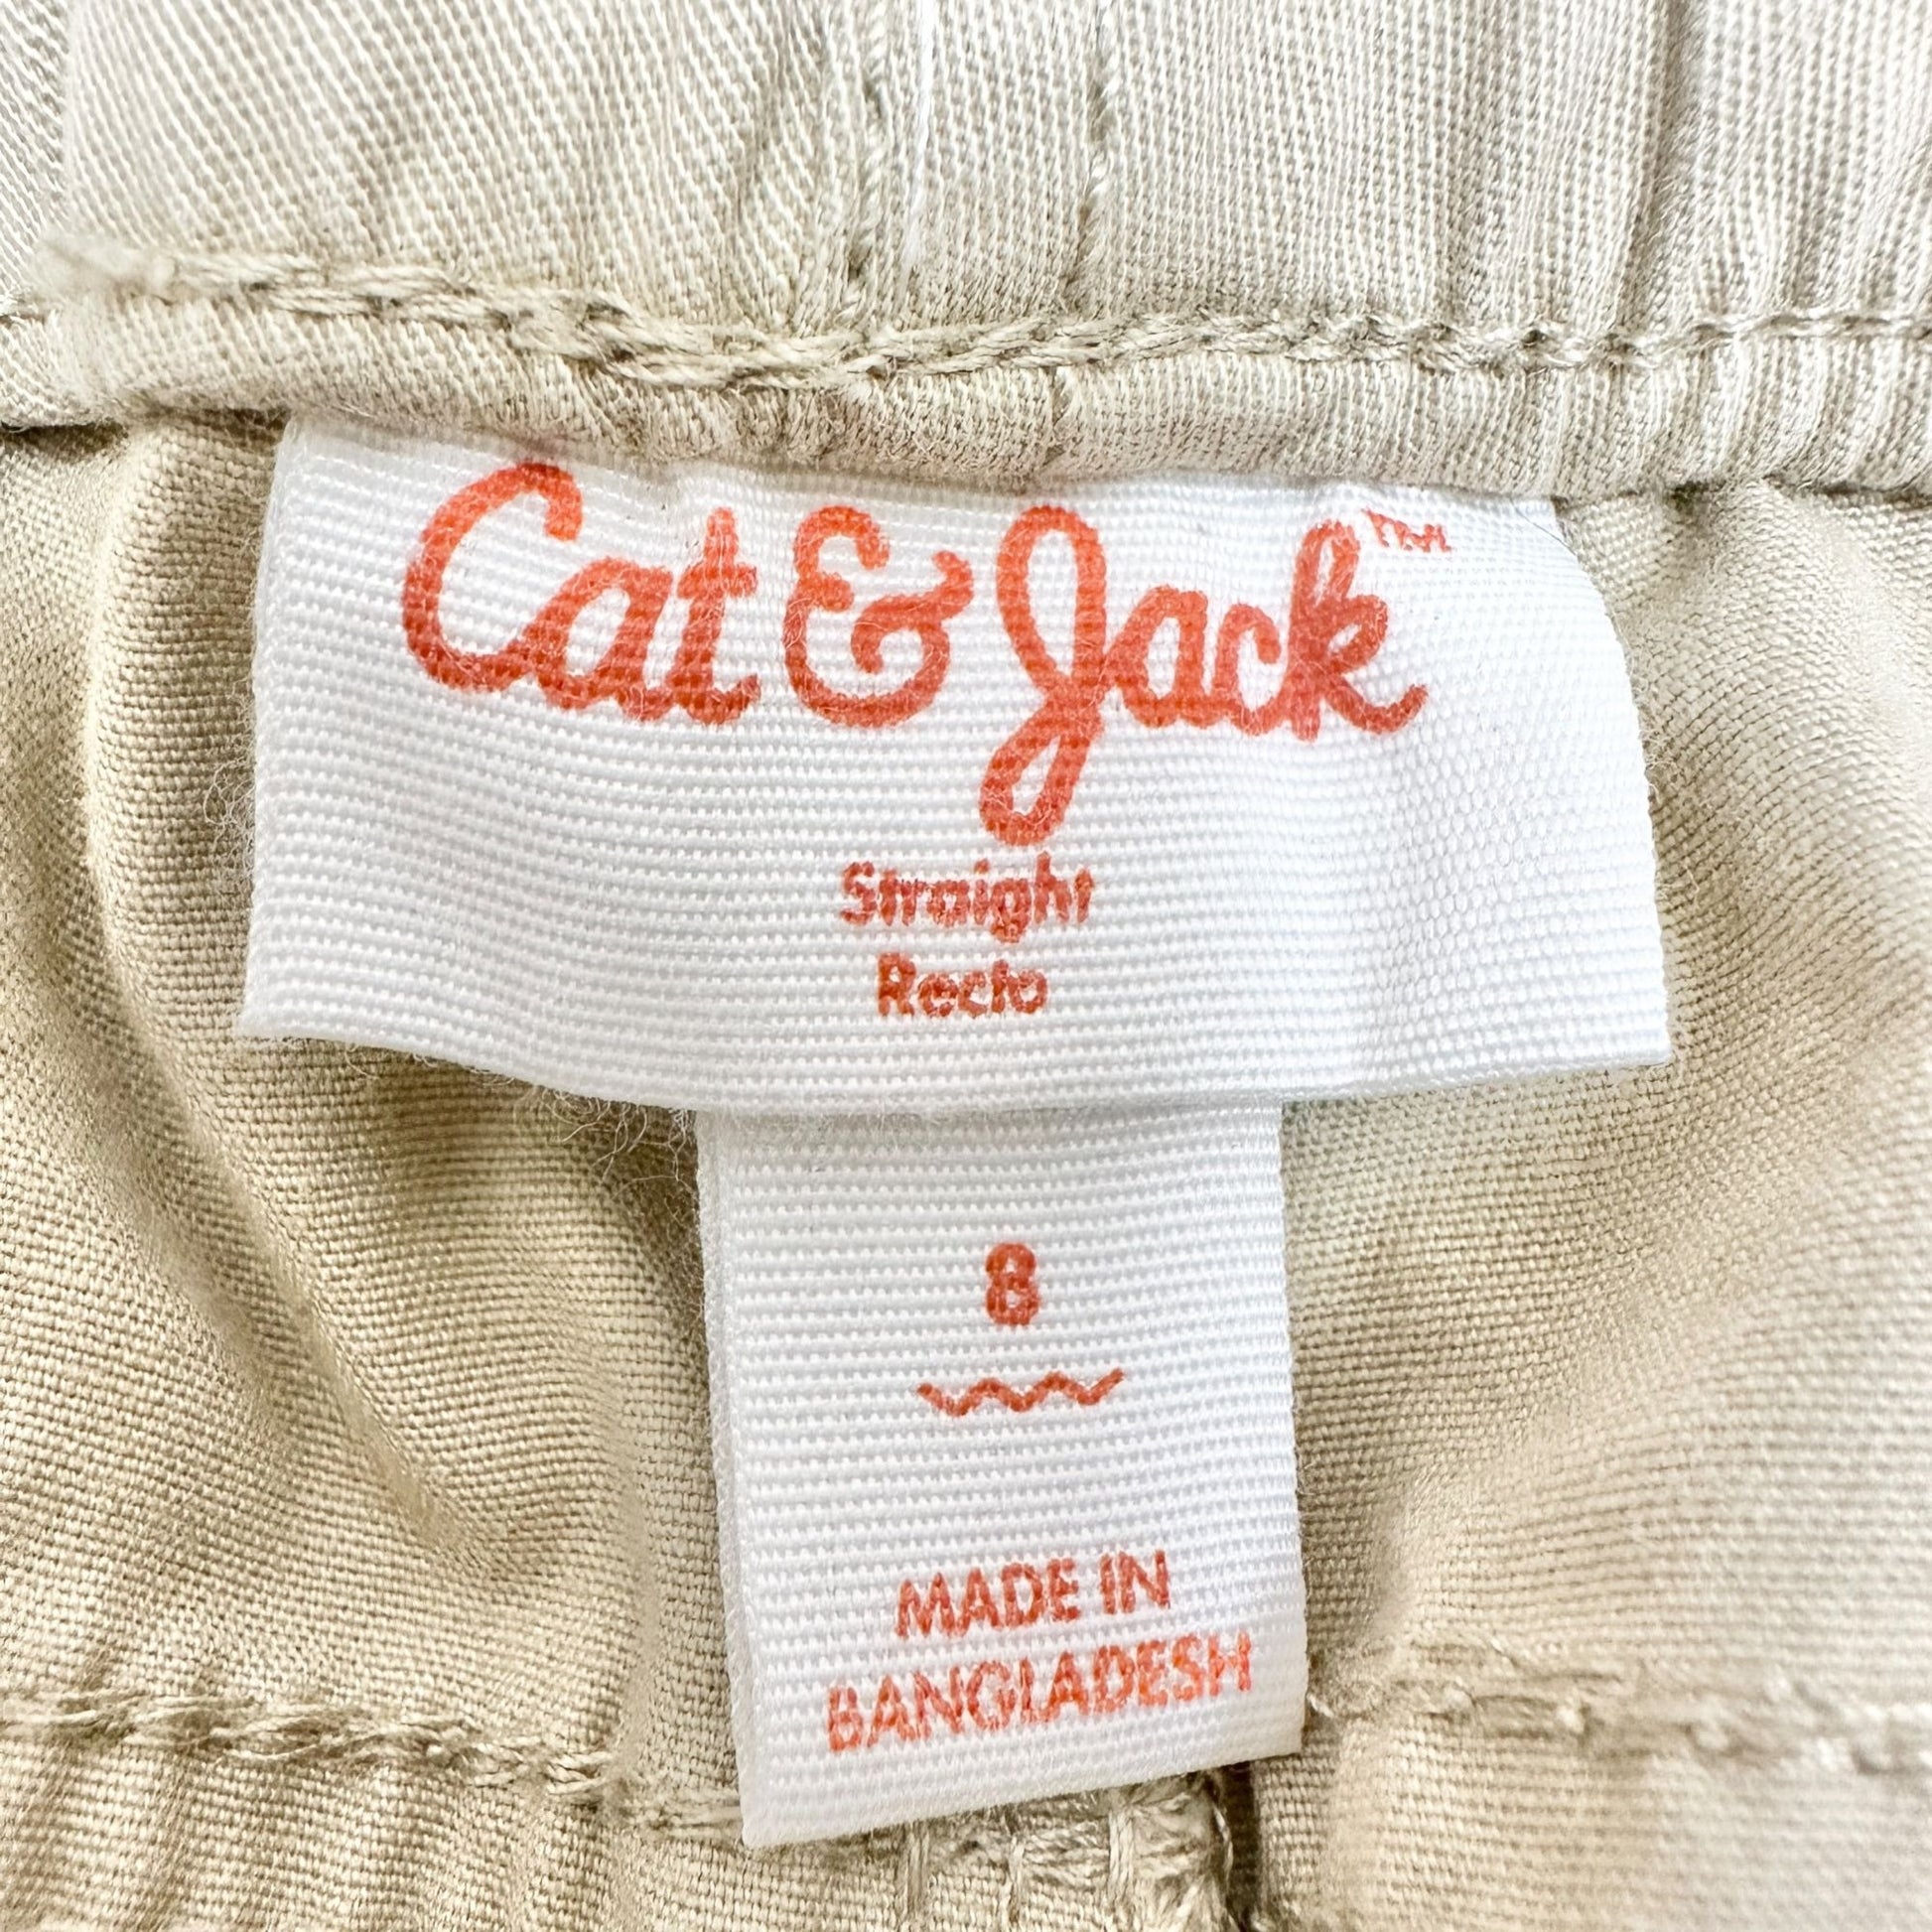 Cat & Jack™
Straight
Recto
8
MADE IN
BANGLADESH